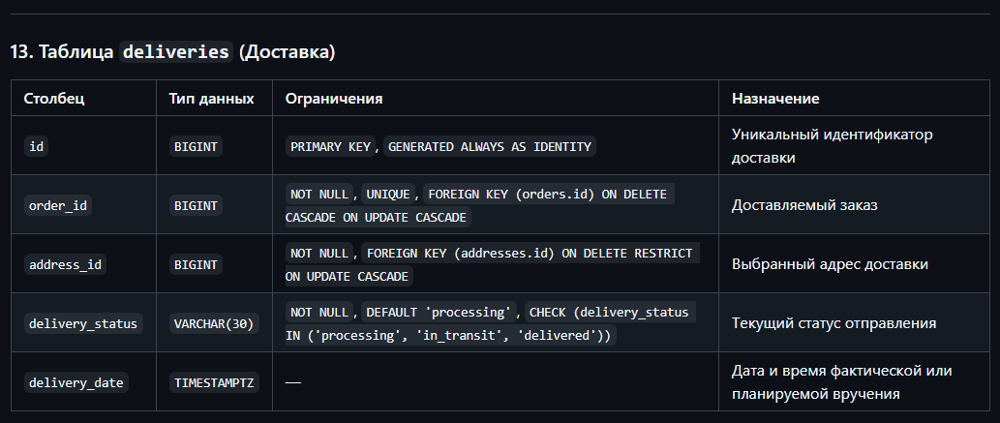 13. Таблица deliveries (Доставка)
Столбец Тип данных Ограничения Назначение
id BIGINT PRIMARY KEY, GENERATED ALWAYS AS IDENTITY Уникальный идентификатор
доставки
order_id BIGINT NOT NULL, UNIQUE, FOREIGN KEY (orders.id) ON DELETE
CASCADE ON UPDATE CASCADE Доставляемый заказ
address_id BIGINT NOT NULL, FOREIGN KEY (addresses.id) ON DELETE RESTRICT
ON UPDATE CASCADE Выбранный адрес доставки
delivery_status VARCHAR(30) NOT NULL, DEFAULT 'processing', CHECK (delivery_status
IN ('processing', 'in_transit', 'delivered')) Текущий статус отправления
delivery_date TIMESTAMPTZ — Дата и время фактической или
планируемой вручения